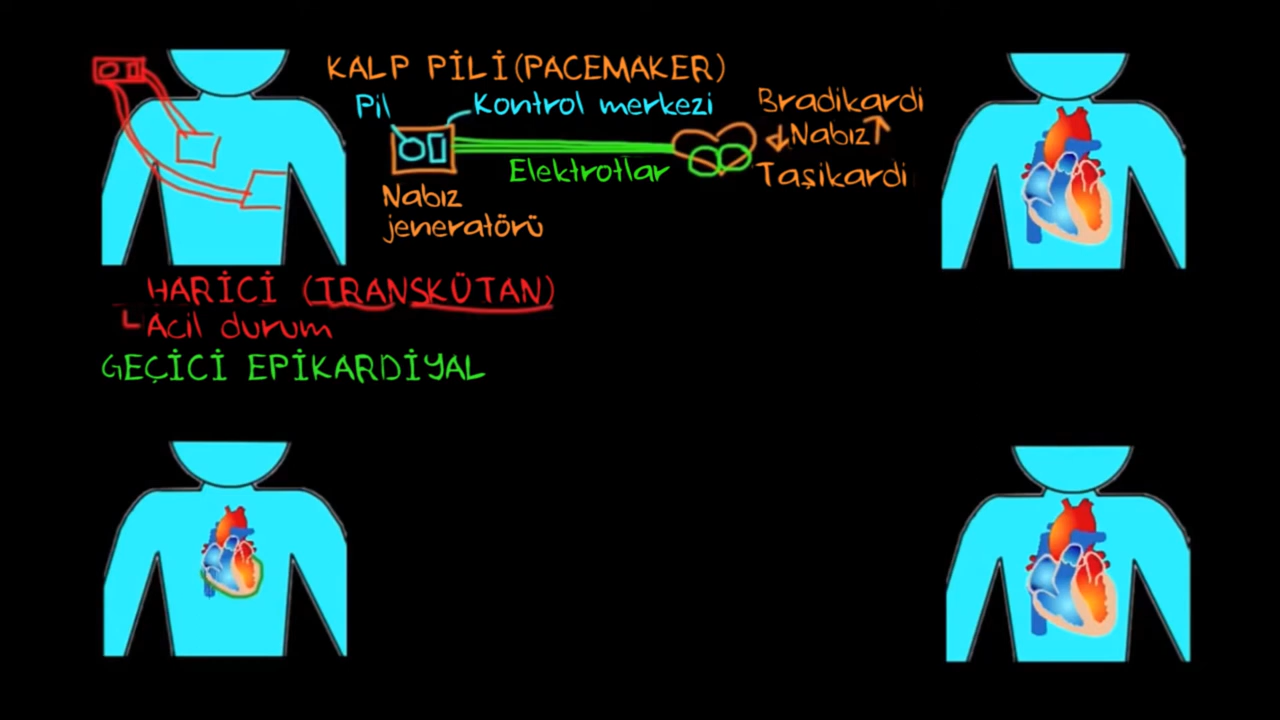 KALP PİLİ(PACEMAKER)
Pil
Kontrol merkezi
Bradikardi
Nabız
Elektrotlar
Taşikardi
Nabız
jeneratörü
HARİCİ (TRANSKÜTAN)
Acil durum
GEÇİCİ EPİKARDİYAL